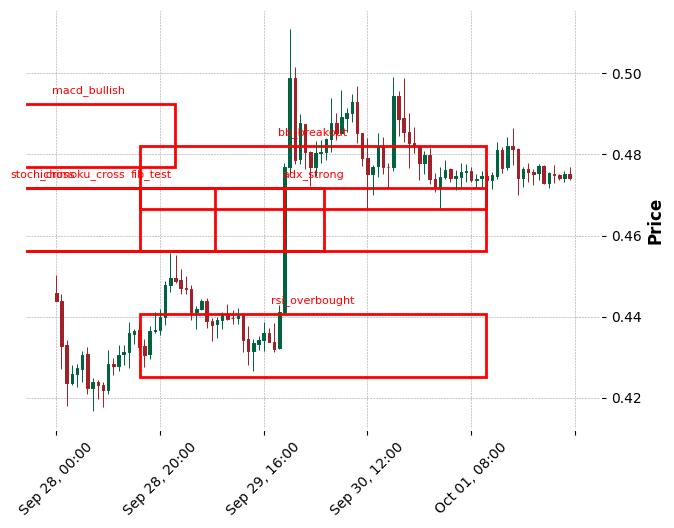 macd_bullish
bb_breakout
stochichimoku_cross
fib_test
adx_strong
rsi_overbought
0.50
0.48
0.46
0.44
0.42
Price
Sep 28, 00:00
Sep 28, 20:00
Sep 29, 16:00
Sep 30, 12:00
Oct 01, 08:00